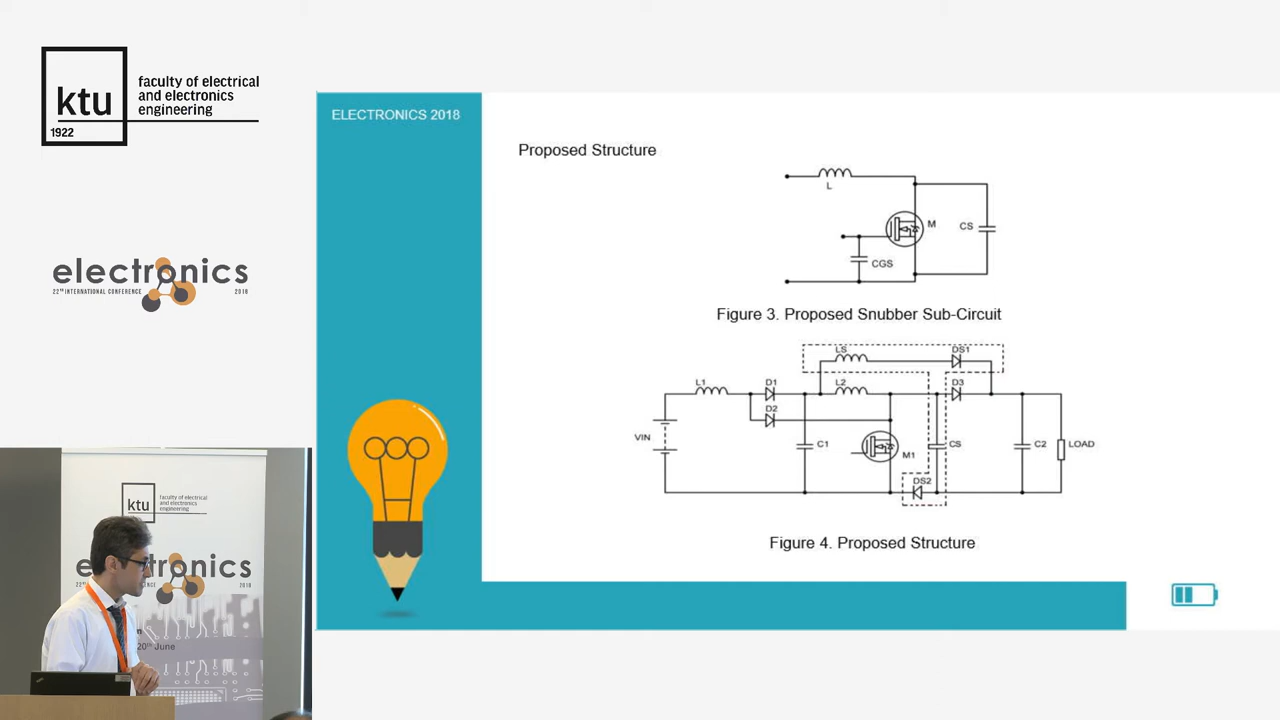 ktu
1922
faculty of electrical
and electronics
engineering
electronics
22ND INTERNATIONAL CONFERENCE 2018
ELECTRONICS 2018
Proposed Structure
L
M
CS
CGS
Figure 3. Proposed Snubber Sub-Circuit
LS
DS1
L1
D1
L2
D3
D2
VIN
C1
M1
CS
C2
LOAD
DS2
Figure 4. Proposed Structure
ktu
faculty of electrical
and electronics
engineering
20th June